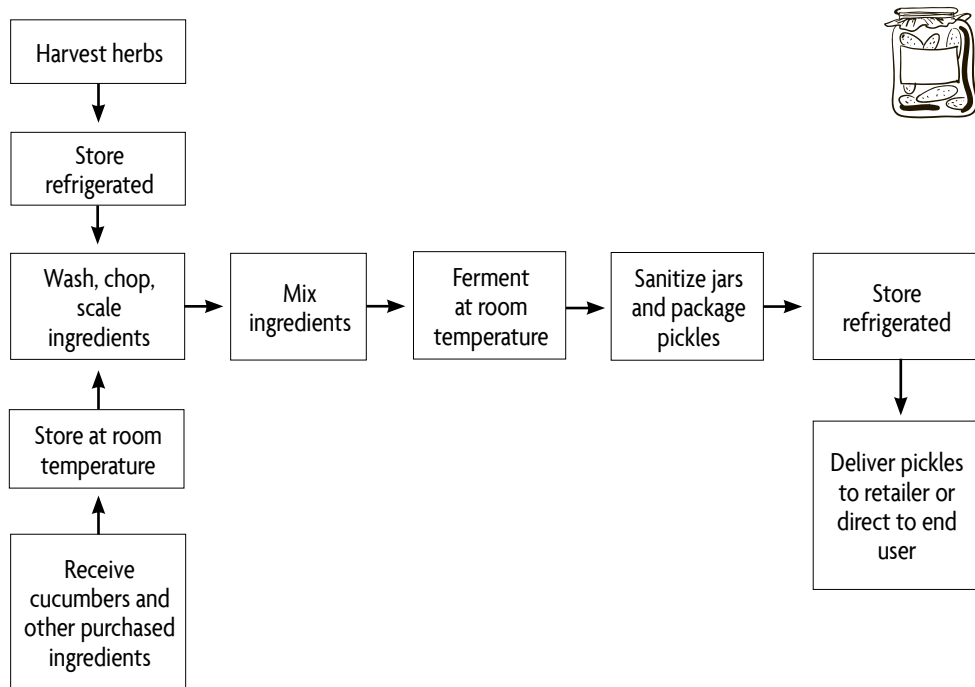 Harvest herbs
Store
refrigerated
Wash, chop,
scale
ingredients
Mix
ingredients
Ferment
at room
temperature
Sanitize jars
and package
pickles
Store
refrigerated
Store at room
temperature
Deliver pickles
to retailer or
direct to end
user
Receive
cucumbers and
other purchased
ingredients